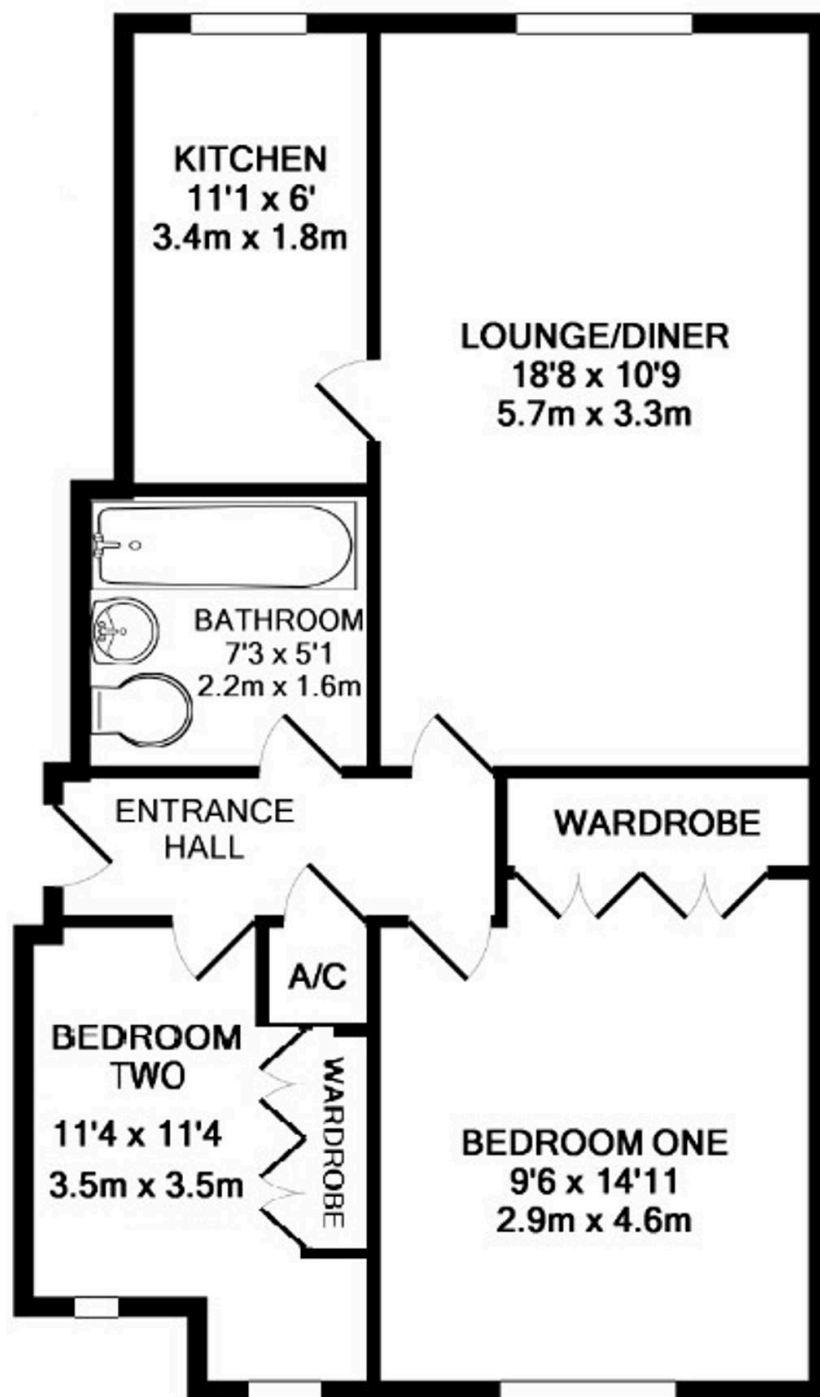 KITCHEN
11'1 x 6'
3.4m x 1.8m
LOUNGE/DINER
18'8 x 10'9
5.7m x 3.3m
BATHROOM
7'3 x 5'1
2.2m x 1.6m
ENTRANCE
HALL
WARDROBE
A/C
BEDROOM
TWO
11'4 x 11'4
3.5m x 3.5m
WARDROBE
BEDROOM ONE
9'6 x 14'11
2.9m x 4.6m